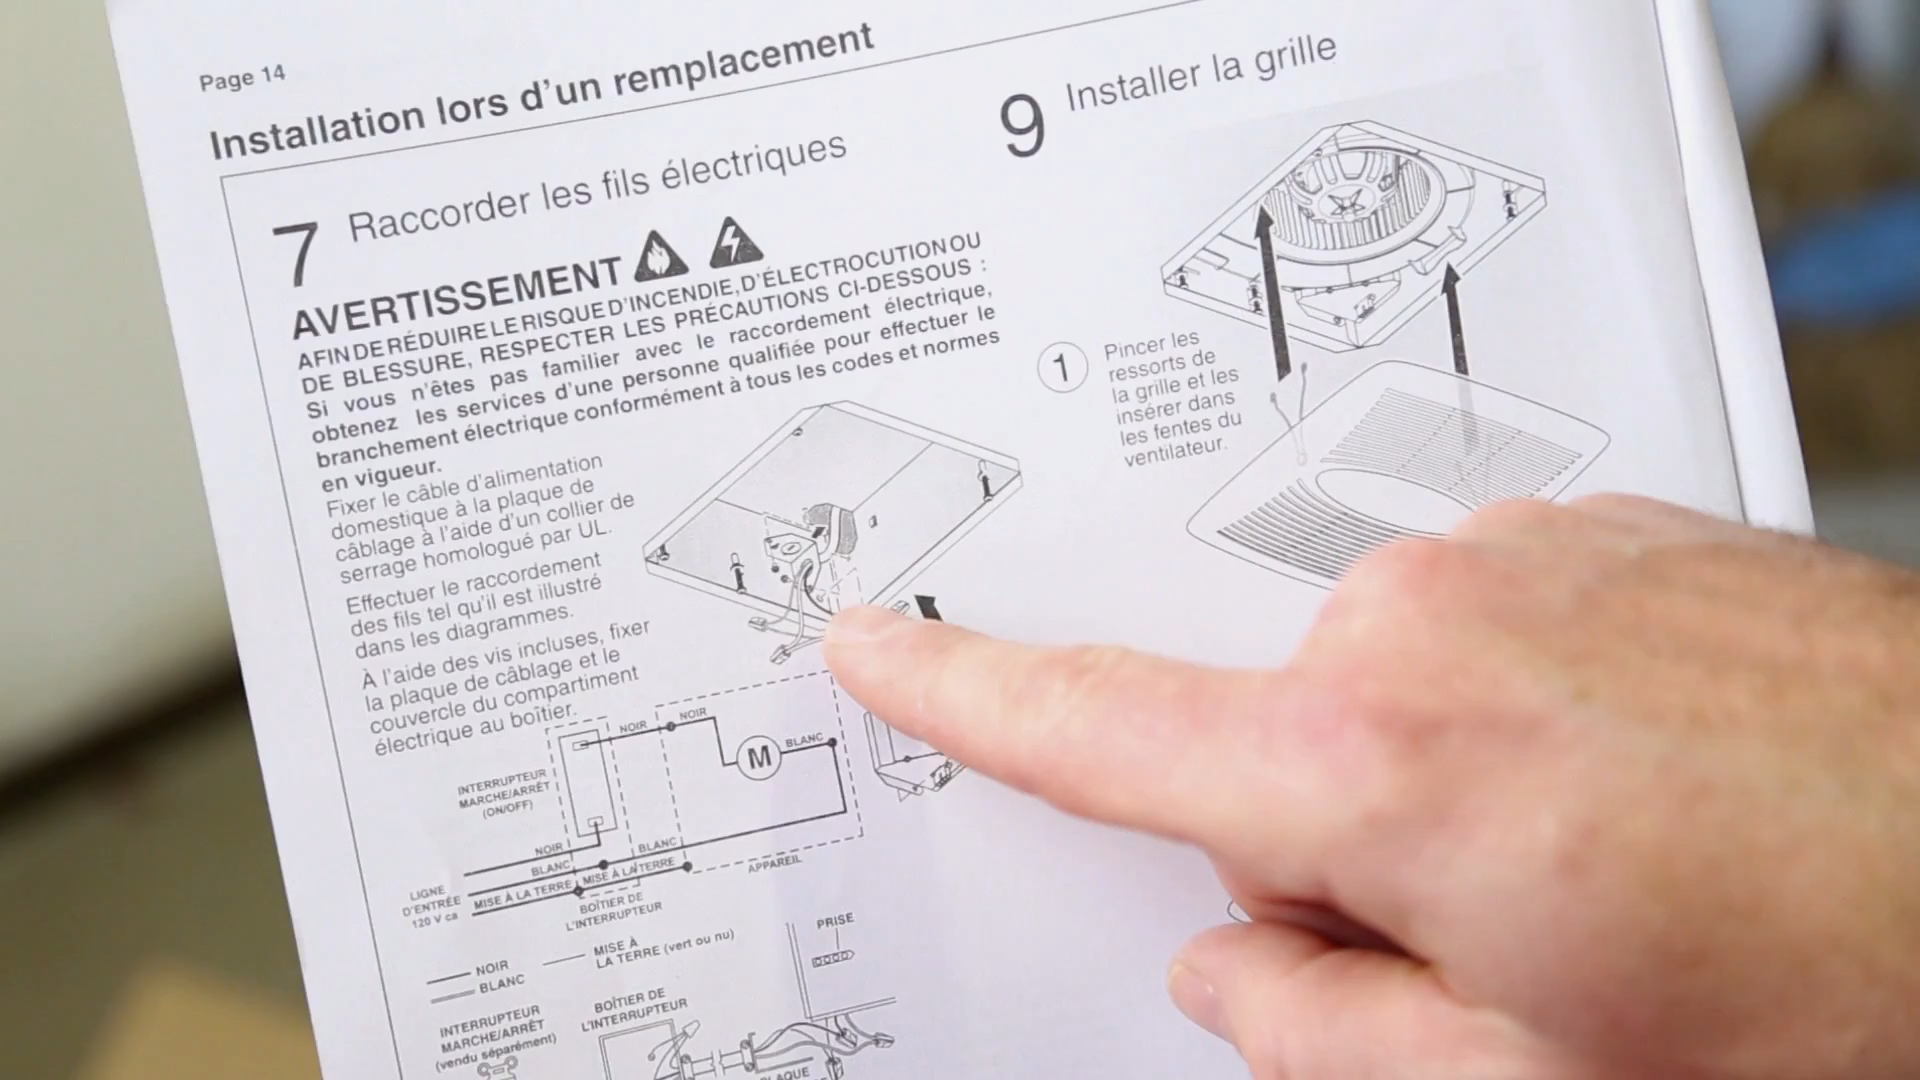 Page 14
Installation lors d'un remplacement
7 Raccorder les fils électriques
AVERTISSEMENT
AFIN DE RÉDUIRE LE RISQUE D'INCENDIE, D'ÉLECTROCUTION OU
DE BLESSURE, RESPECTER LES PRÉCAUTIONS CI-DESSOUS :
Si vous n'êtes pas familier avec le raccordement électrique,
obtenez les services d'une personne qualifiée pour effectuer le
branchement électrique conformément à tous les codes et normes
en vigueur.
Fixer le câble d'alimentation
domestique à la plaque de
câblage à l'aide d'un collier de
serrage homologué par UL.
Effectuer le raccordement
des fils tel qu'il est illustré
dans les diagrammes.
À l'aide des vis incluses, fixer
la plaque de câblage et le
couvercle du compartiment
électrique au boîtier.
NOIR
NOIR
M
BLANC
INTERRUPTEUR
MARCHE/ARRÊT
(ON/OFF)
NOIR
BLANC
BLANC
MISE À LA TERRE
MISE À LA TERRE
LIGNE
D'ENTRÉE
120 V ca
APPAREIL
BOÎTIER DE
L'INTERRUPTEUR
NOIR
BLANC
MISE À
LA TERRE (vert ou nu)
PRISE
INTERRUPTEUR
MARCHE/ARRÊT
(vendu séparément)
BOÎTIER DE
L'INTERRUPTEUR
9 Installer la grille
1
Pincer les
ressorts de
la grille et les
insérer dans
les fentes du
ventilateur.